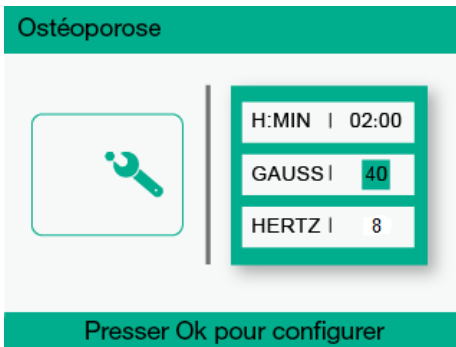 Ostéoporose
H:MIN | 02:00
GAUSS | 40
HERTZ | 8
Presser Ok pour configurer